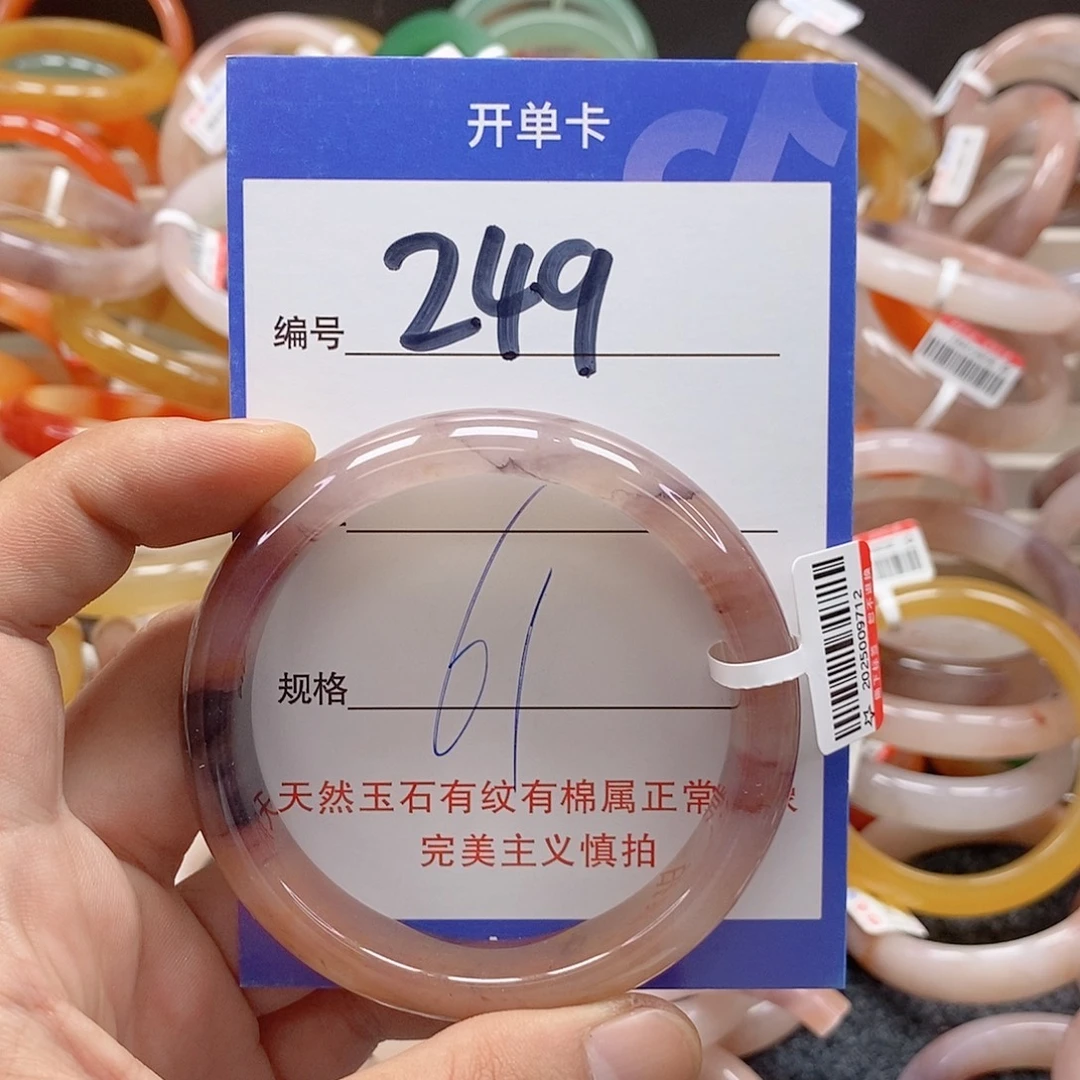 开单卡
编号 249
规格 61
天然玉石有纹有棉属正常
完美主义慎拍
2025009712